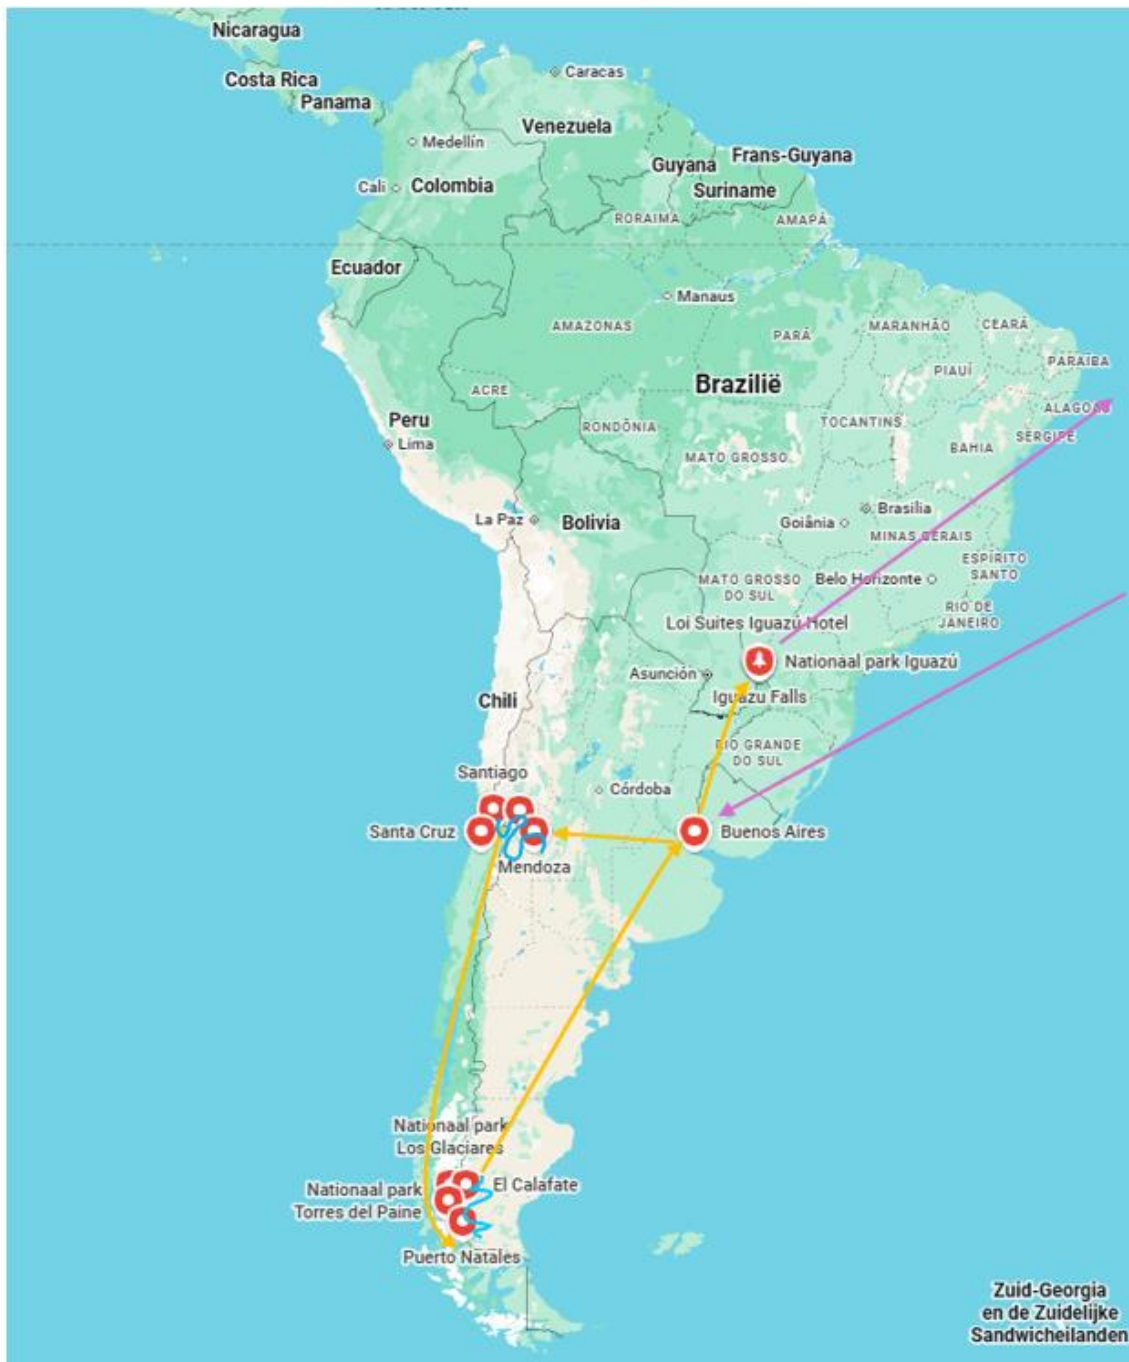 Nicaragua
Costa Rica
Panama
Caracas
Medellín
Venezuela
Cali
Colombia
Guyana
Frans-Guyana
Suriname
RORAIMA
AMAPÁ
Ecuador
Manaus
AMAZONAS
PARÁ
MARANHÃO
CEARÁ
PARAÍBA
PIAUÍ
Brazilië
ACRE
Peru
Lima
RONDÔNIA
TOCANTINS
ALAGOAS
SERGIPE
BAHIA
MATO GROSSO
La Paz
Bolivia
Goiânia
Brasilia
MINAS GERAIS
ESPÍRITO
SANTO
MATO GROSSO
DO SUL
Belo Horizonte
RIO DE
JANEIRO
Loi Suites Iguazú Hotel
Asunción
Nationaal park Iguazú
Iguazu Falls
Chili
RIO GRANDE
DO SUL
Santiago
Córdoba
Santa Cruz
Buenos Aires
Mendoza
Nationaal park
Los Glaciares
El Calafate
Nationaal park
Torres del Paine
Puerto Natales
Zuid-Georgia
en de Zuidelijke
Sandwicheilanden